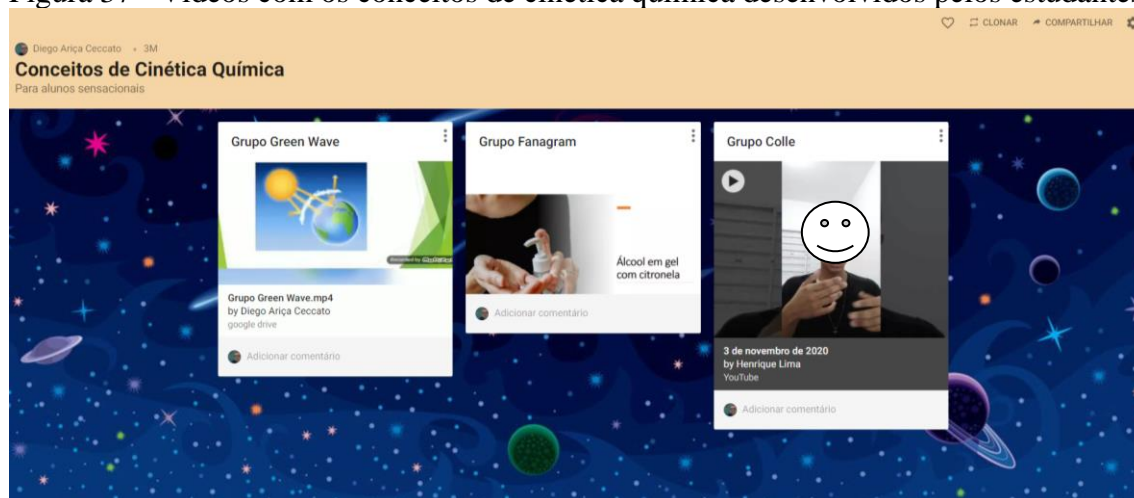 Figura 37 - Vídeos com os conceitos de cinética química desenvolvidos pelos estudantes
CLONAR COMPARTILHAR
Diego Ariça Ceccato • 3M
Conceitos de Cinética Química
Para alunos sensacionais
Grupo Green Wave
Grupo Green Wave.mp4
by Diego Ariça Ceccato
google drive
Adicionar comentário
Grupo Fanagram
Álcool em gel
com citronela
Adicionar comentário
Grupo Colle
3 de novembro de 2020
by Henrique Lima
YouTube
Adicionar comentário